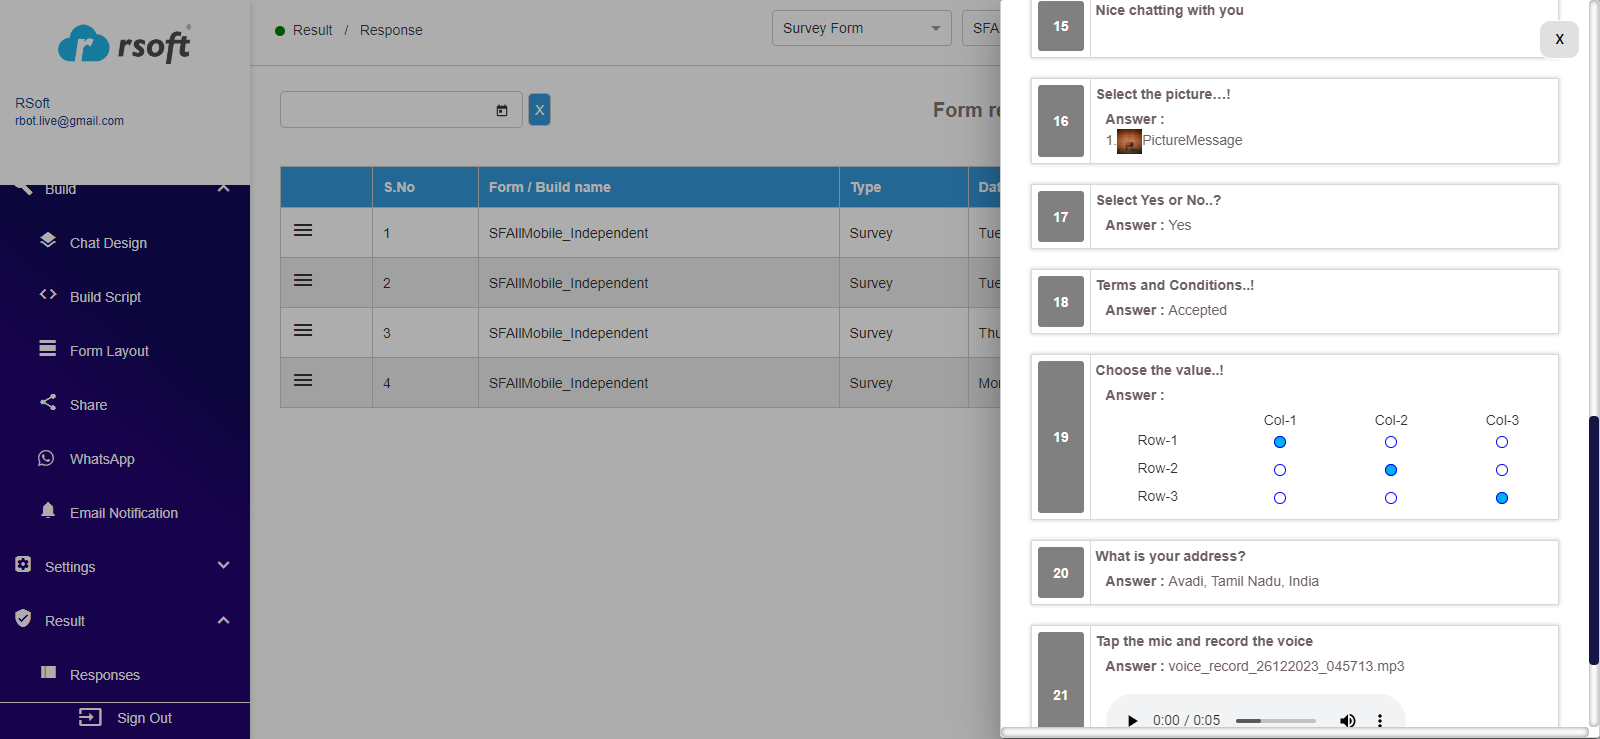 rsoft
RSoft
rbot.live@gmail.com
Build
Chat Design
Build Script
Form Layout
Share
WhatsApp
Email Notification
Settings
Result
Responses
Sign Out
Result / Response
Survey Form
SFA
X
Form re
S.No Form / Build name Type Dat
1 SFAllMobile_Independent Survey Tue
2 SFAllMobile_Independent Survey Tue
3 SFAllMobile_Independent Survey Thu
4 SFAllMobile_Independent Survey Mon
X
15 Nice chatting with you
16 Select the picture...!
Answer :
1. PictureMessage
17 Select Yes or No..?
Answer : Yes
18 Terms and Conditions..!
Answer : Accepted
19 Choose the value..!
Answer :
Col-1 Col-2 Col-3
Row-1
Row-2
Row-3
20 What is your address?
Answer : Avadi, Tamil Nadu, India
21 Tap the mic and record the voice
Answer : voice_record_26122023_045713.mp3
0:00 / 0:05